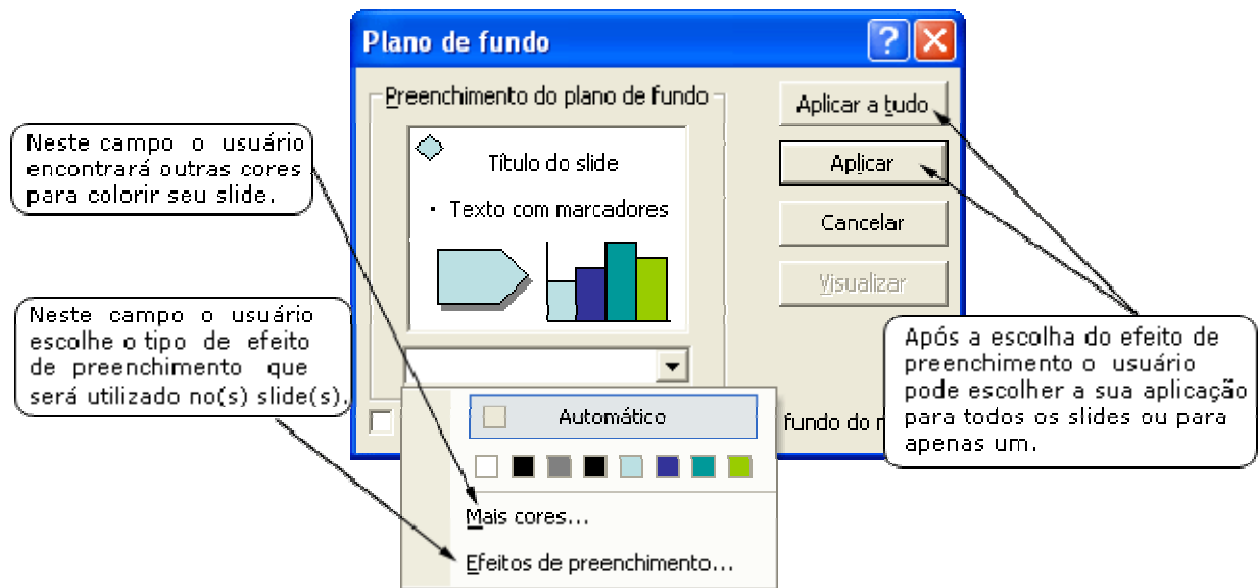 Plano de fundo
Preenchimento do plano de fundo
Título do slide
• Texto com marcadores
Aplicar a tudo
Aplicar
Cancelar
Visualizar
Automático
fundo do
Mais cores...
Efeitos de preenchimento...
Neste campo o usuário
encontrará outras cores
para colorir seu slide.
Neste campo o usuário
escolhe o tipo de efeito
de preenchimento que
será utilizado no(s) slide(s).
Após a escolha do efeito de
preenchimento o usuário
pode escolher a sua aplicação
para todos os slides ou para
apenas um.